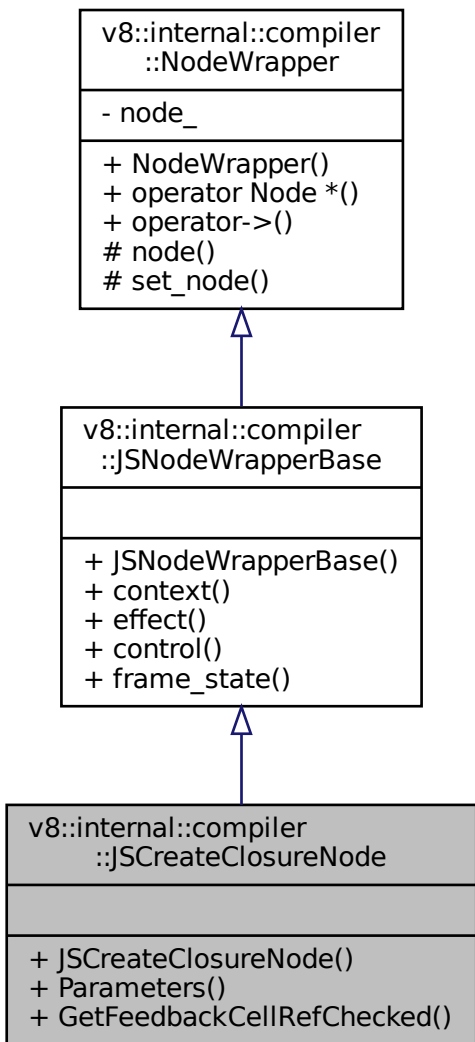 v8::internal::compiler
::NodeWrapper
- node_
+ NodeWrapper()
+ operator Node *()
+ operator->()
# node()
# set_node()
v8::internal::compiler
::JSNodeWrapperBase
+ JSNodeWrapperBase()
+ context()
+ effect()
+ control()
+ frame_state()
v8::internal::compiler
::JSCreateClosureNode
+ JSCreateClosureNode()
+ Parameters()
+ GetFeedbackCellRefChecked()